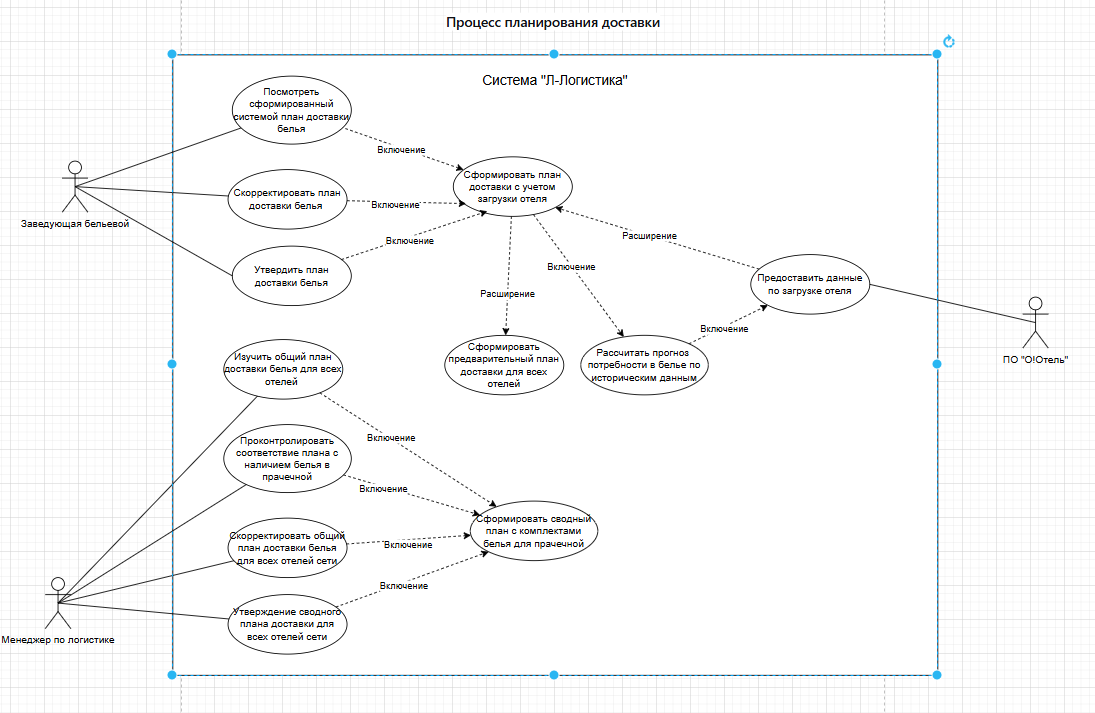 Процесс планирования доставки
Система "Л-Логистика"
Посмотреть
сформированный
системой план доставки
белья
Включение
Сформировать план
доставки с учетом
загрузки отеля
Скорректировать план
доставки белья
Включение
Заведующая бельевой
Включение
Расширение
Утвердить план
доставки белья
Включение
Предоставить данные
по загрузке отеля
Расширение
Включение
ПО "О!Отель"
Сформировать
предварительный план
доставки для всех
отелей
Рассчитать прогноз
потребности в белье по
историческим данным
Изучить общий план
доставки белья для всех
отелей
Включение
Проконтролировать
соответствие плана с
наличием белья в
прачечной
Включение
Сформировать сводный
план с комплектами
белья для прачечной
Скорректировать общий
план доставки белья
для всех отелей сети
Включение
Включение
Утверждение сводного
плана доставки для
всех отелей сети
Менеджер по логистике